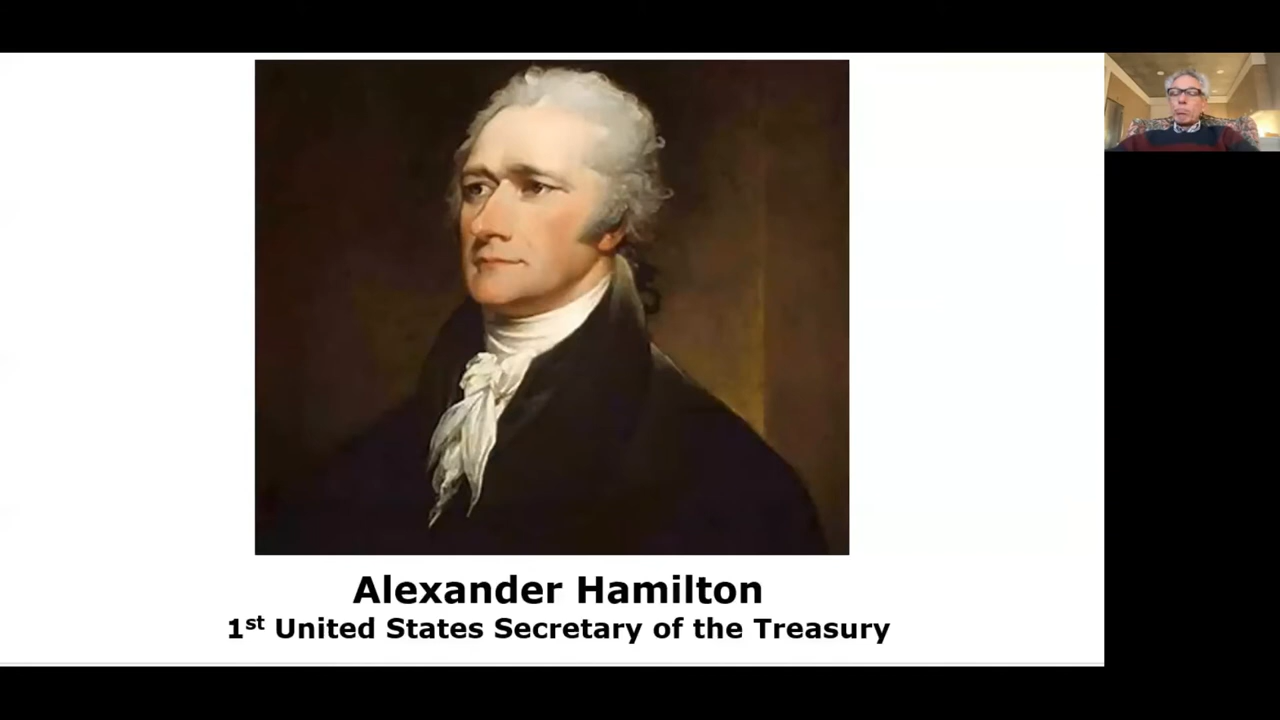 Alexander Hamilton
1st United States Secretary of the Treasury